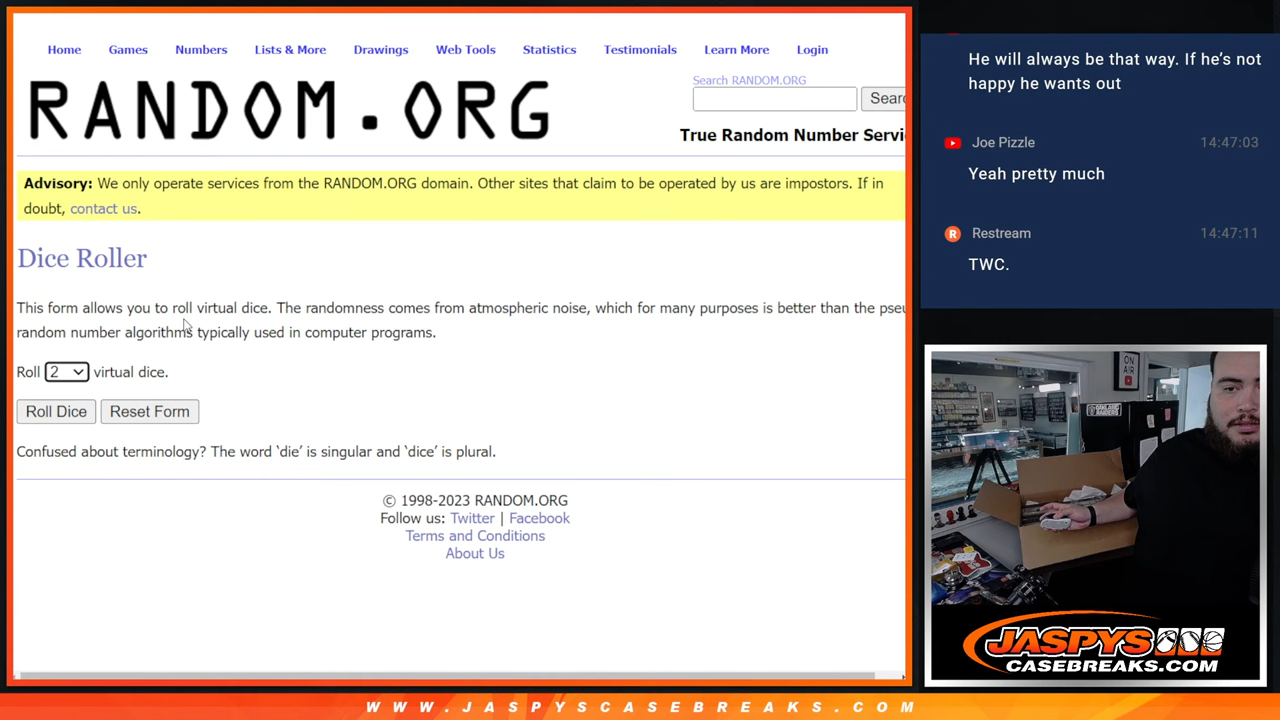 Home Games Numbers Lists & More Drawings Web Tools Statistics Testimonials Learn More Login
RANDOM.ORG
Search RANDOM.ORG
Searc
True Random Number Servi
Advisory: We only operate services from the RANDOM.ORG domain. Other sites that claim to be operated by us are impostors. If in
doubt, contact us.
Dice Roller
This form allows you to roll virtual dice. The randomness comes from atmospheric noise, which for many purposes is better than the pseu
random number algorithms typically used in computer programs.
Roll 2 virtual dice.
Roll Dice Reset Form
Confused about terminology? The word ‘die’ is singular and ‘dice’ is plural.
© 1998-2023 RANDOM.ORG
Follow us: Twitter | Facebook
Terms and Conditions
About Us
He will always be that way. If he’s not
happy he wants out
Joe Pizzle 14:47:03
Yeah pretty much
R Restream 14:47:11
TWC.
ON
AIR
JASPYS
CASEBREAKS.COM
WWW.JASPYSCASEBREAKS.COM